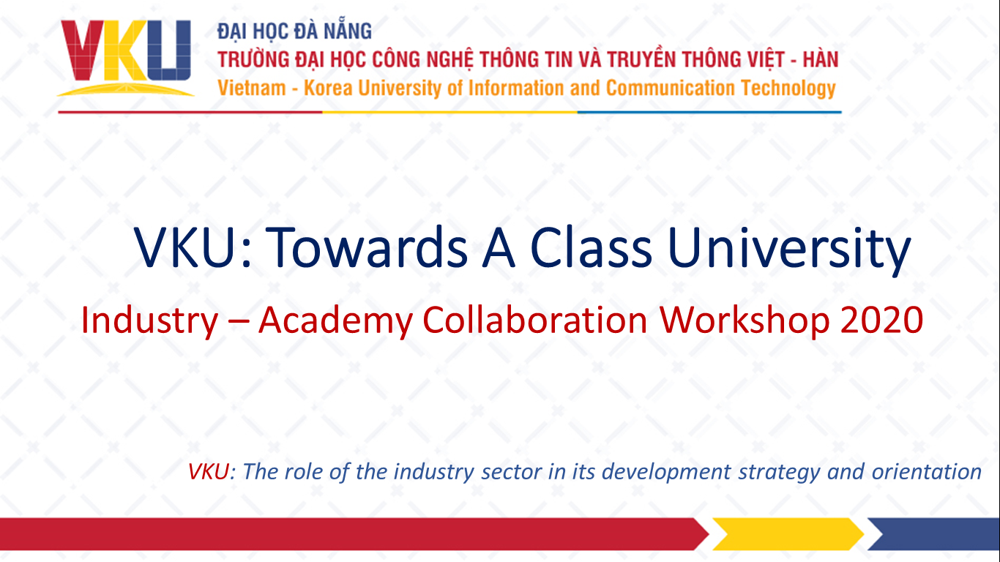 VKU
ĐẠI HỌC ĐÀ NẴNG
TRƯỜNG ĐẠI HỌC CÔNG NGHỆ THÔNG TIN VÀ TRUYỀN THÔNG VIỆT - HÀN
Vietnam - Korea University of Information and Communication Technology
VKU: Towards A Class University
Industry – Academy Collaboration Workshop 2020
VKU: The role of the industry sector in its development strategy and orientation